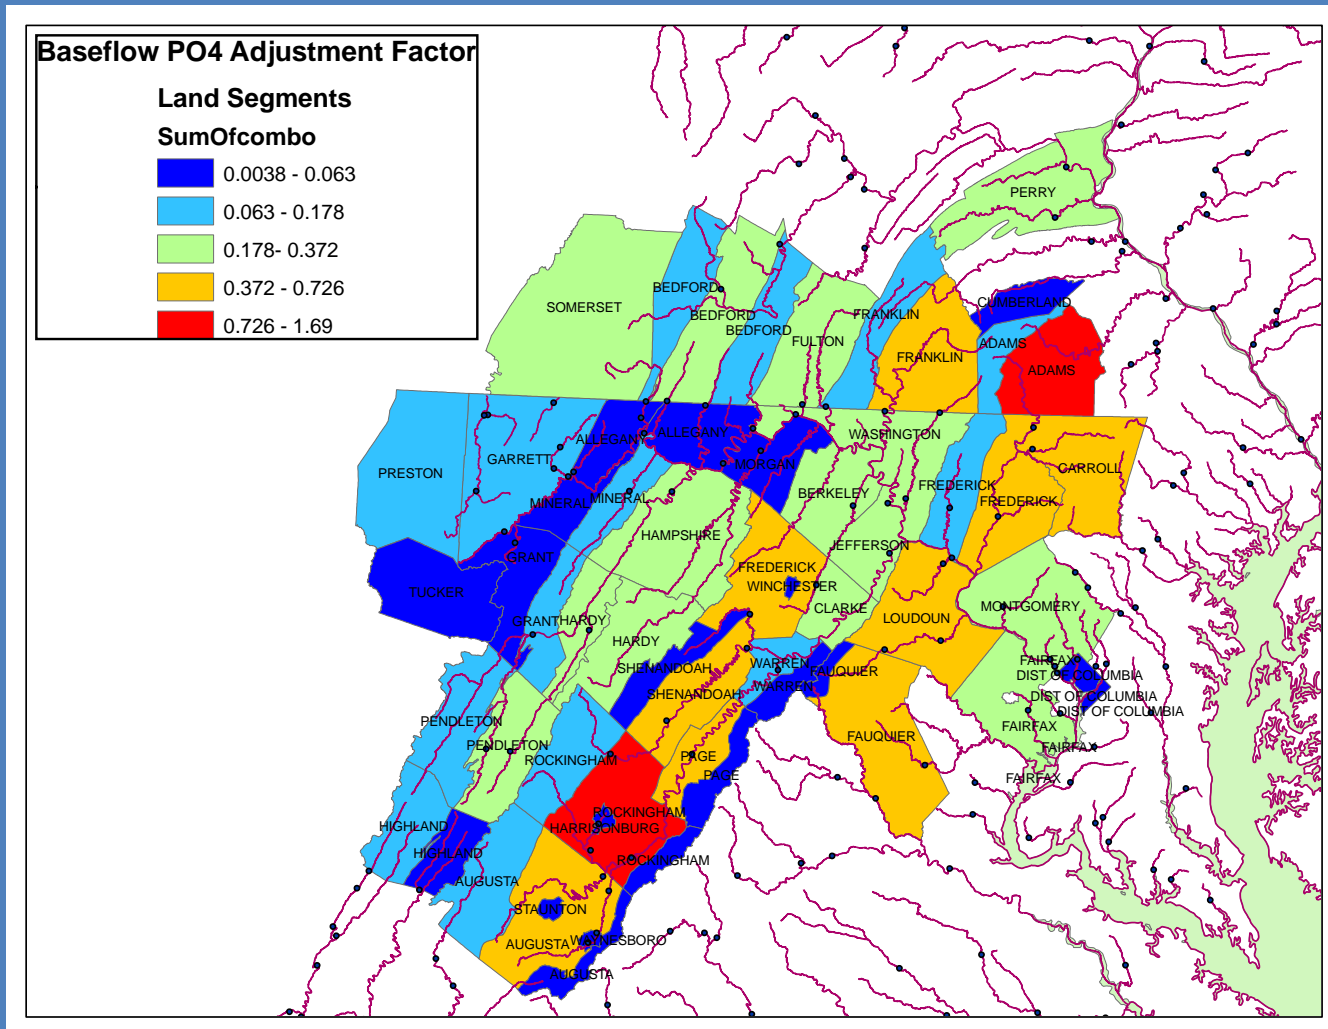 Baseflow PO4 Adjustment Factor
Land Segments
SumOfcombo
0.0038 - 0.063
0.063 - 0.178
0.178- 0.372
0.372 - 0.726
0.726 - 1.69
PERRY
BEDFORD
SOMERSET
CUMBERLAND
BEDFORD
FRANKLIN
BEDFORD
FULTON
ADAMS
FRANKLIN
ADAMS
ALLEGANY
ALLEGANY
WASHINGTON
GARRETT
MORGAN
CARROLL
PRESTON
FREDERICK
BERKELEY
MINERAL
MINERAL
FREDERICK
HAMPSHIRE
JEFFERSON
GRANT
FREDERICK
WINCHESTER
TUCKER
CLARKE
MONTGOMERY
GRANT
HARDY
LOUDOUN
HARDY
FAIRFAX
WARREN
SHENANDOAH
FAUQUIER
DIST OF COLUMBIA
WARREN
SHENANDOAH
DIST OF COLUMBIA
DIST OF COLUMBIA
PENDLETON
FAIRFAX
FAUQUIER
PENDLETON
FAIRFAX
PAGE
ROCKINGHAM
PAGE
FAIRFAX
ROCKINGHAM
HIGHLAND
HARRISONBURG
HIGHLAND
ROCKINGHAM
AUGUSTA
STAUNTON
AUGUSTA
WAYNESBORO
AUGUSTA